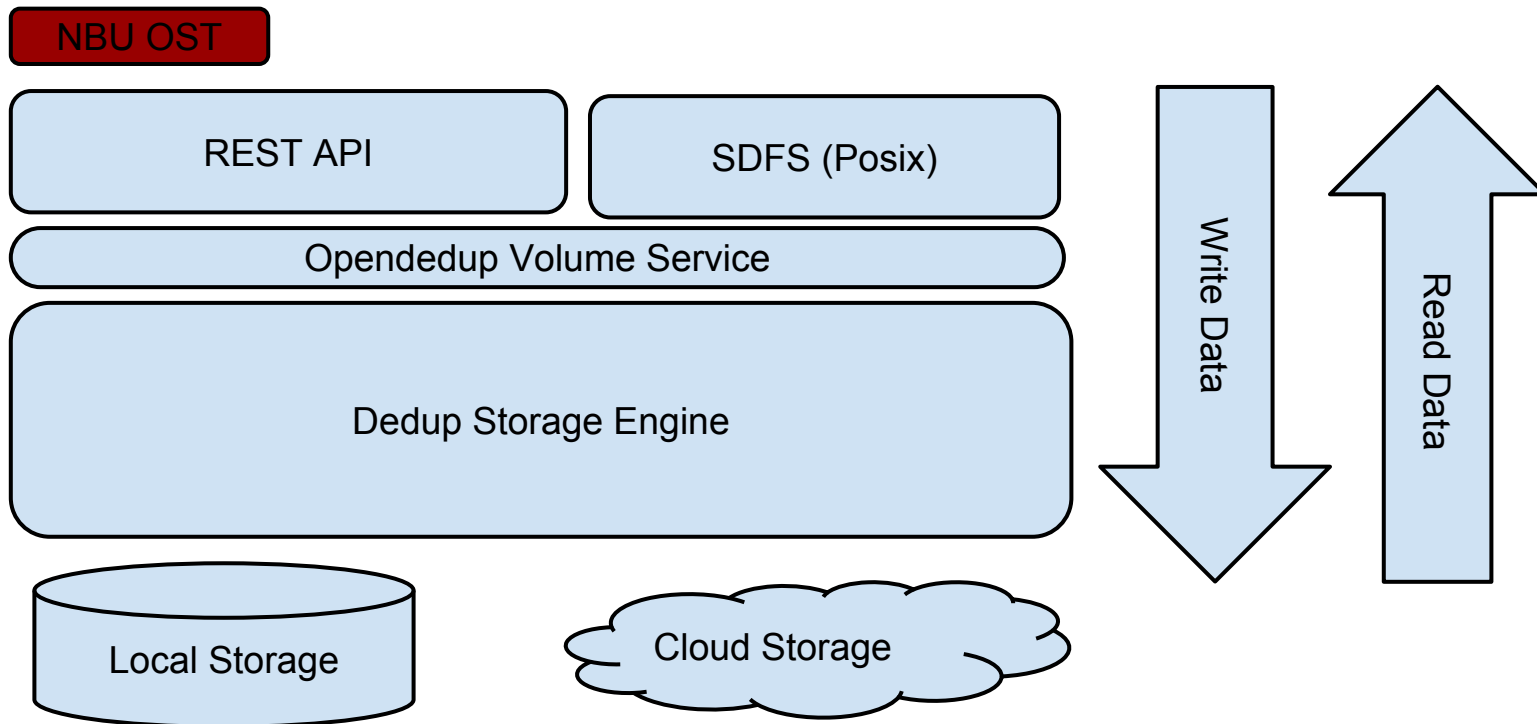 NBU OST
REST API
SDFS (Posix)
Opendedup Volume Service
Dedup Storage Engine
Local Storage
Cloud Storage
Write Data
Read Data